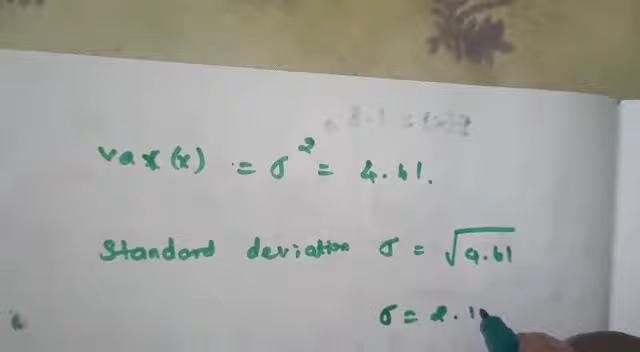 var(x) = σ² = 4.61.
Standard deviation σ = √4.61
σ = 2.1